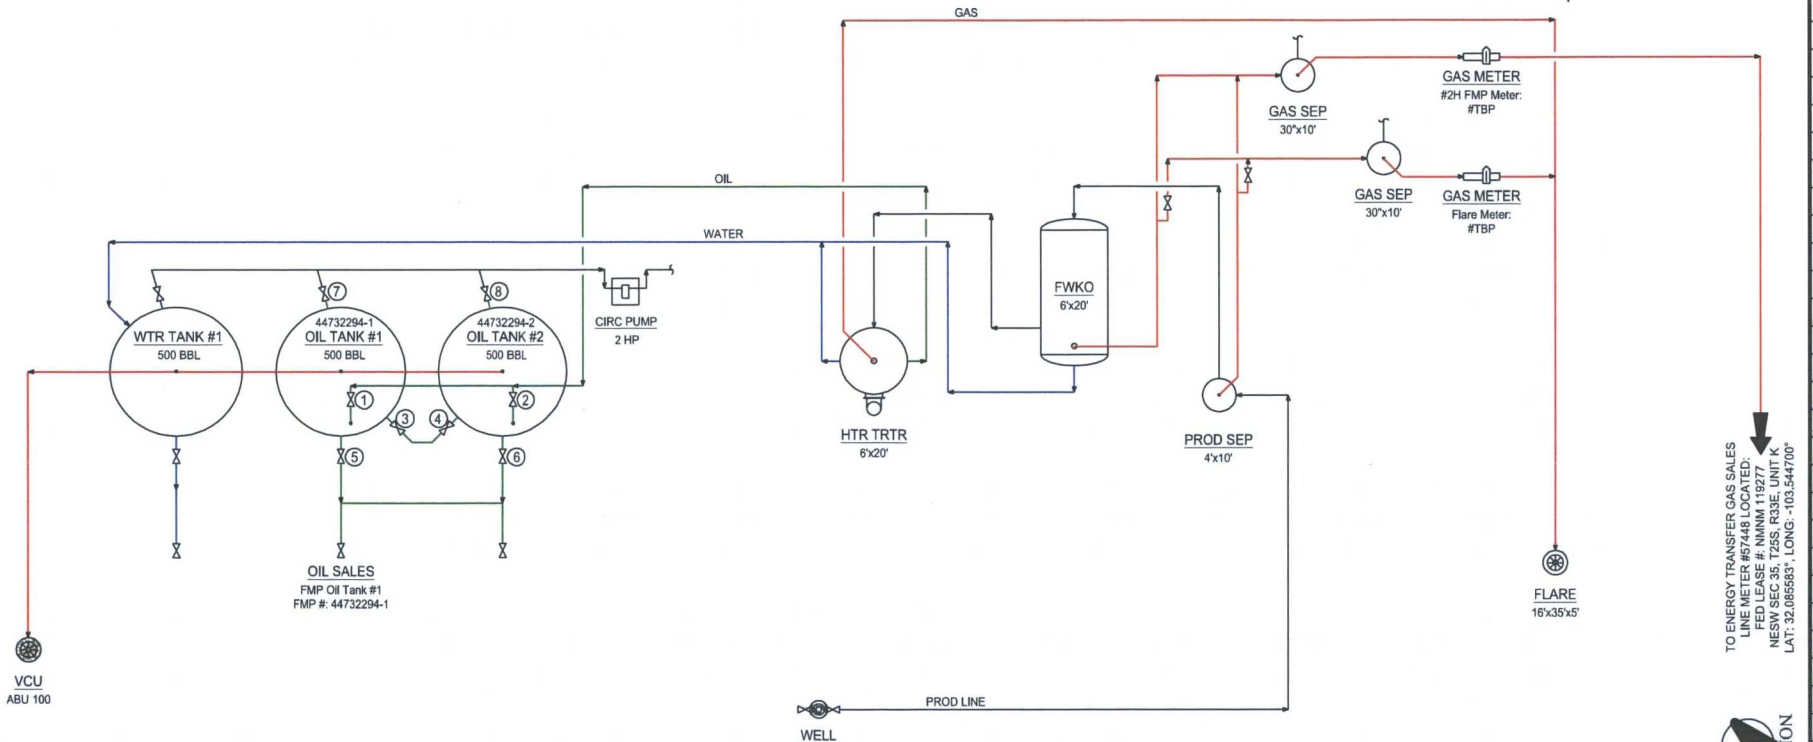 GAS
GAS SEP
30"x10'
GAS METER
#2H FMP Meter:
#TBP
GAS SEP
30"x10'
GAS METER
Flare Meter:
#TBP
OIL
WATER
FWKO
6'x20'
CIRC PUMP
2 HP
WTR TANK #1
500 BBL
44732294-1
OIL TANK #1
500 BBL
44732294-2
OIL TANK #2
500 BBL
7
8
1
2
3
4
5
6
HTR TRTR
6'x20'
PROD SEP
4'x10'
OIL SALES
FMP Oil Tank #1
FMP #: 44732294-1
VCU
ABU 100
FLARE
16'x35'x5'
PROD LINE
WELL
TO ENERGY TRANSFER GAS SALES
LINE METER #57448 LOCATED:
FED LEASE #: NMNM 119277
NESW SEC 35, T25S, R33E, UNIT K
LAT: 32.085583°, LONG: -103.544700°